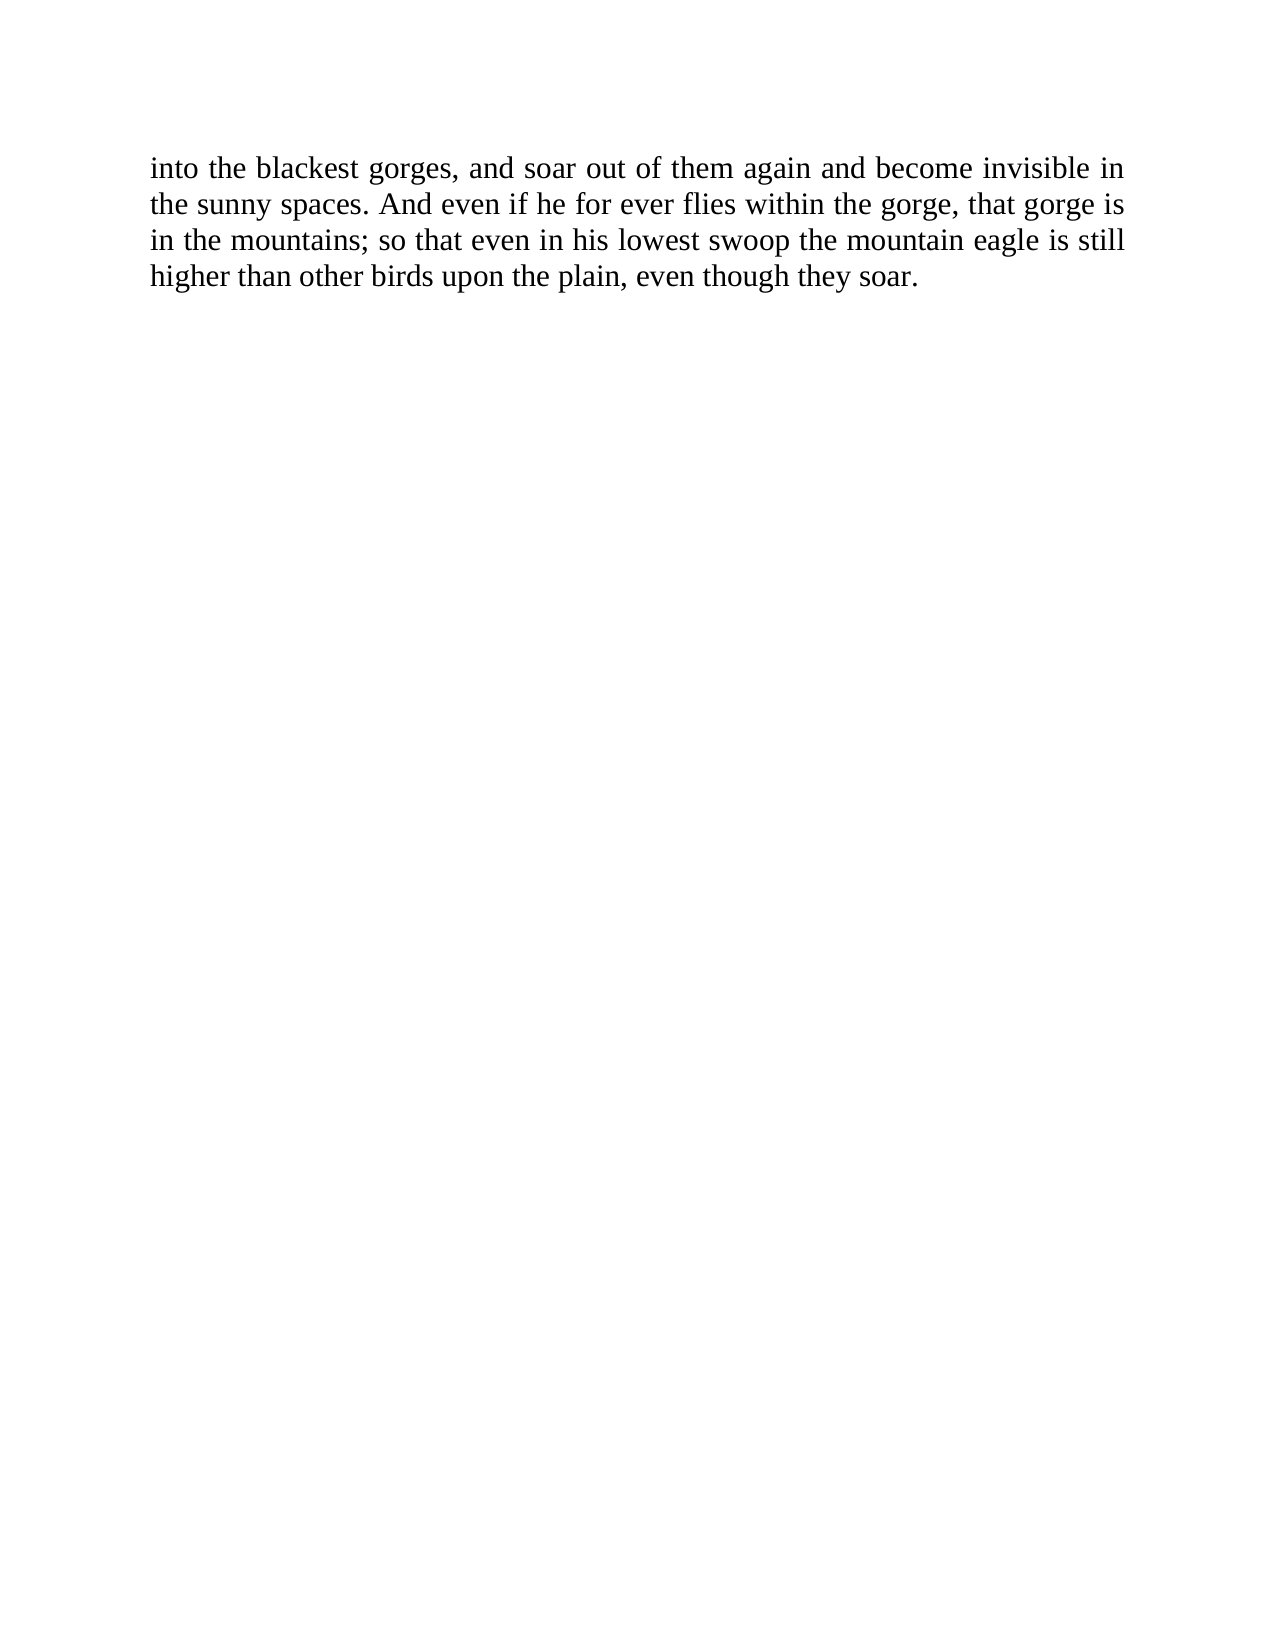 into the blackest gorges, and soar out of them again and become invisible in
the sunny spaces. And even if he for ever flies within the gorge, that gorge is
in the mountains; so that even in his lowest swoop the mountain eagle is still
higher than other birds upon the plain, even though they soar.